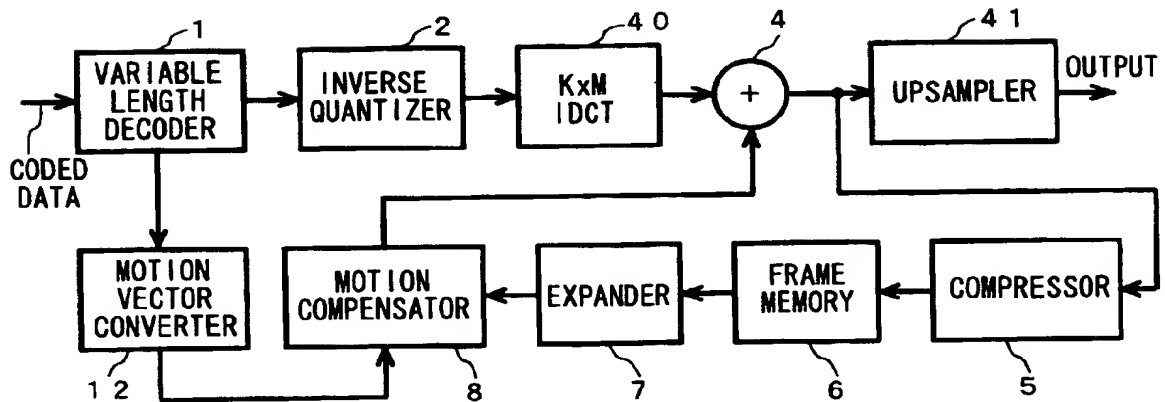 1
2
40
4
41
VARIABLE
LENGTH
DECODER
INVERSE
QUANTIZER
KxM
IDCT
+
UPSAMPLER
OUTPUT
CODED
DATA
MOTION
VECTOR
CONVERTER
MOTION
COMPENSATOR
EXPANDER
FRAME
MEMORY
COMPRESSOR
12
8
7
6
5